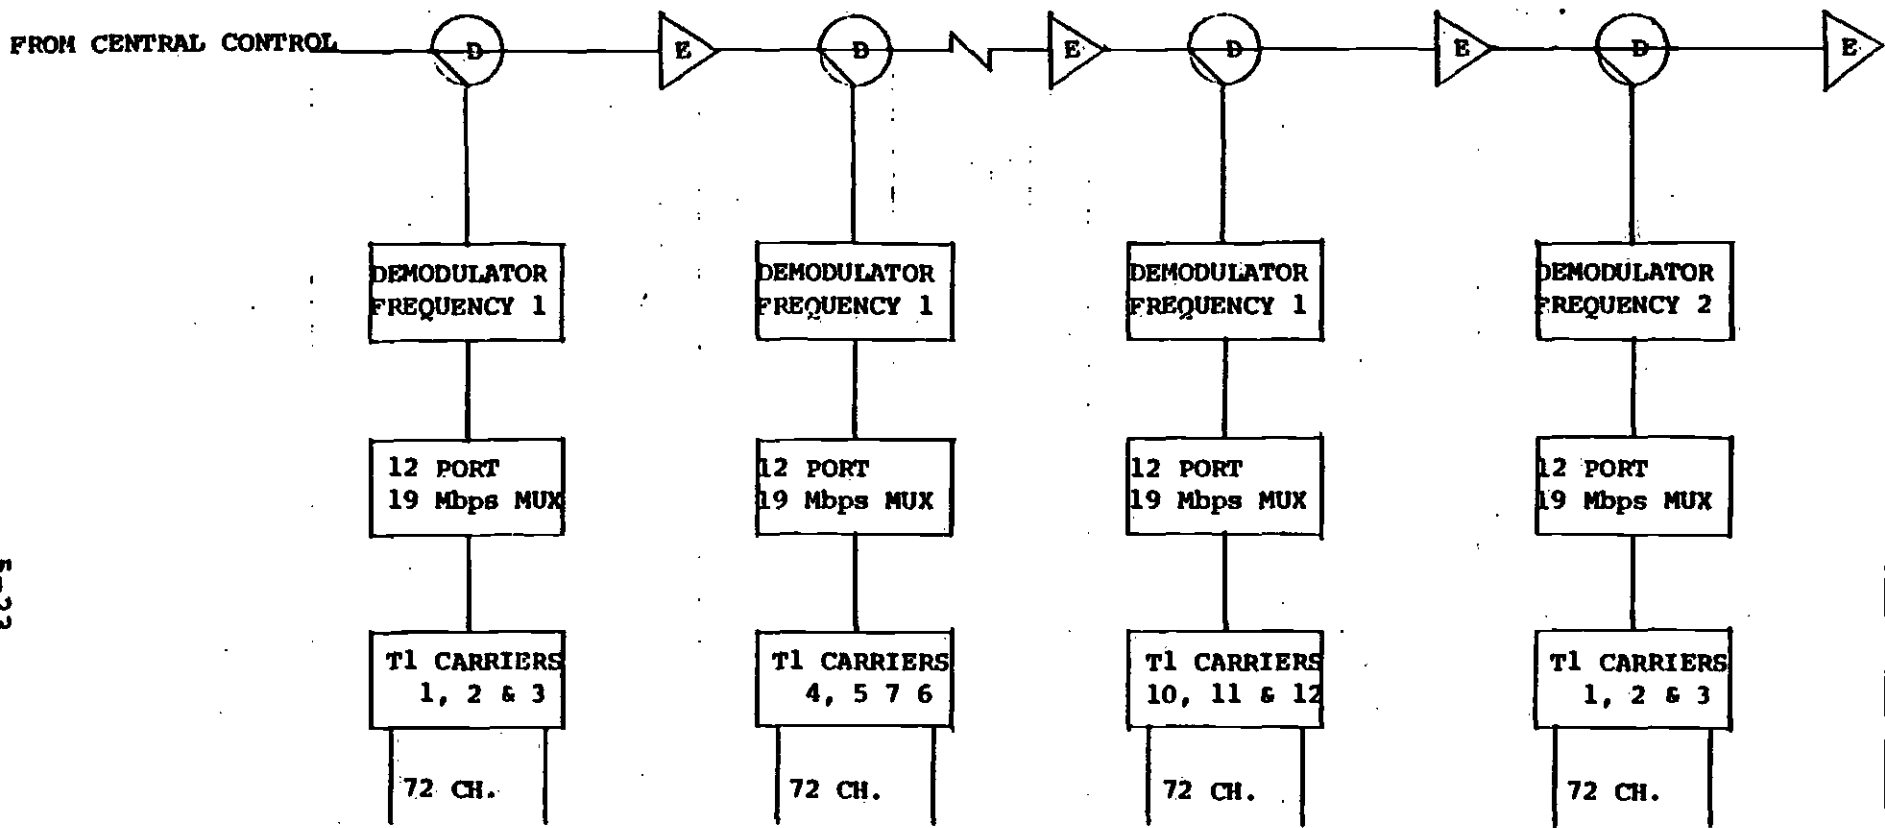 FROM CENTRAL CONTROL
D
E
D
E
D
E
D
E
DEMODULATOR
FREQUENCY 1
DEMODULATOR
FREQUENCY 1
DEMODULATOR
FREQUENCY 1
DEMODULATOR
FREQUENCY 2
12 PORT
19 Mbps MUX
12 PORT
19 Mbps MUX
12 PORT
19 Mbps MUX
12 PORT
19 Mbps MUX
T1 CARRIERS
1, 2 & 3
T1 CARRIERS
4, 5 7 6
T1 CARRIERS
10, 11 & 12
T1 CARRIERS
1, 2 & 3
72 CH.
72 CH.
72 CH.
72 CH.